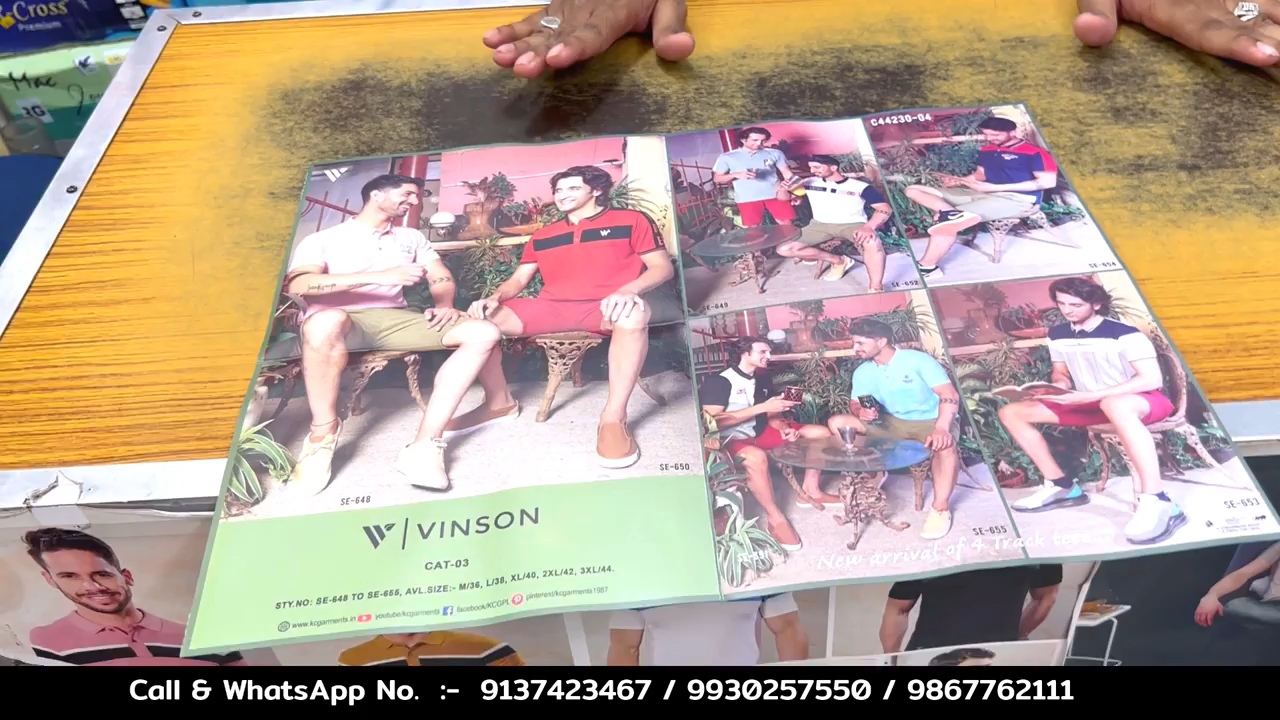 Cross
Premium
Mac
RG
C44230-04
SE-649
SE-652
SE-654
SE-650
SE-648
SE-655
SE-653
VINSON
CAT-03
STY.NO: SE-648 TO SE-655, AVL.SIZE:- M/36, L/38, XL/40, 2XL/42, 3XL/44.
www.kcgarments.in youtube/kcgarments facebook/KCGPL pinterest/kcgarments1987
New arrival of 4 Track
Call & WhatsApp No. :- 9137423467 / 9930257550 / 9867762111